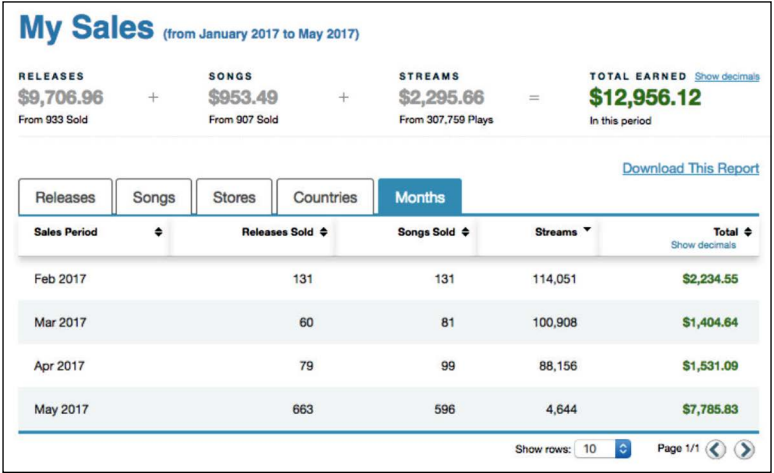 My Sales (from January 2017 to May 2017)
RELEASES SONGS STREAMS TOTAL EARNED Show decimals
$9,706.96 + $953.49 + $2,295.66 = $12,956.12
From 933 Sold From 907 Sold From 307,759 Plays In this period
Download This Report
Releases Songs Stores Countries Months
Sales Period Releases Sold Songs Sold Streams Total
Show decimals
Feb 2017 131 131 114,051 $2,234.55
Mar 2017 60 81 100,908 $1,404.64
Apr 2017 79 99 88,156 $1,531.09
May 2017 663 596 4,644 $7,785.83
Show rows: 10 Page 1/1